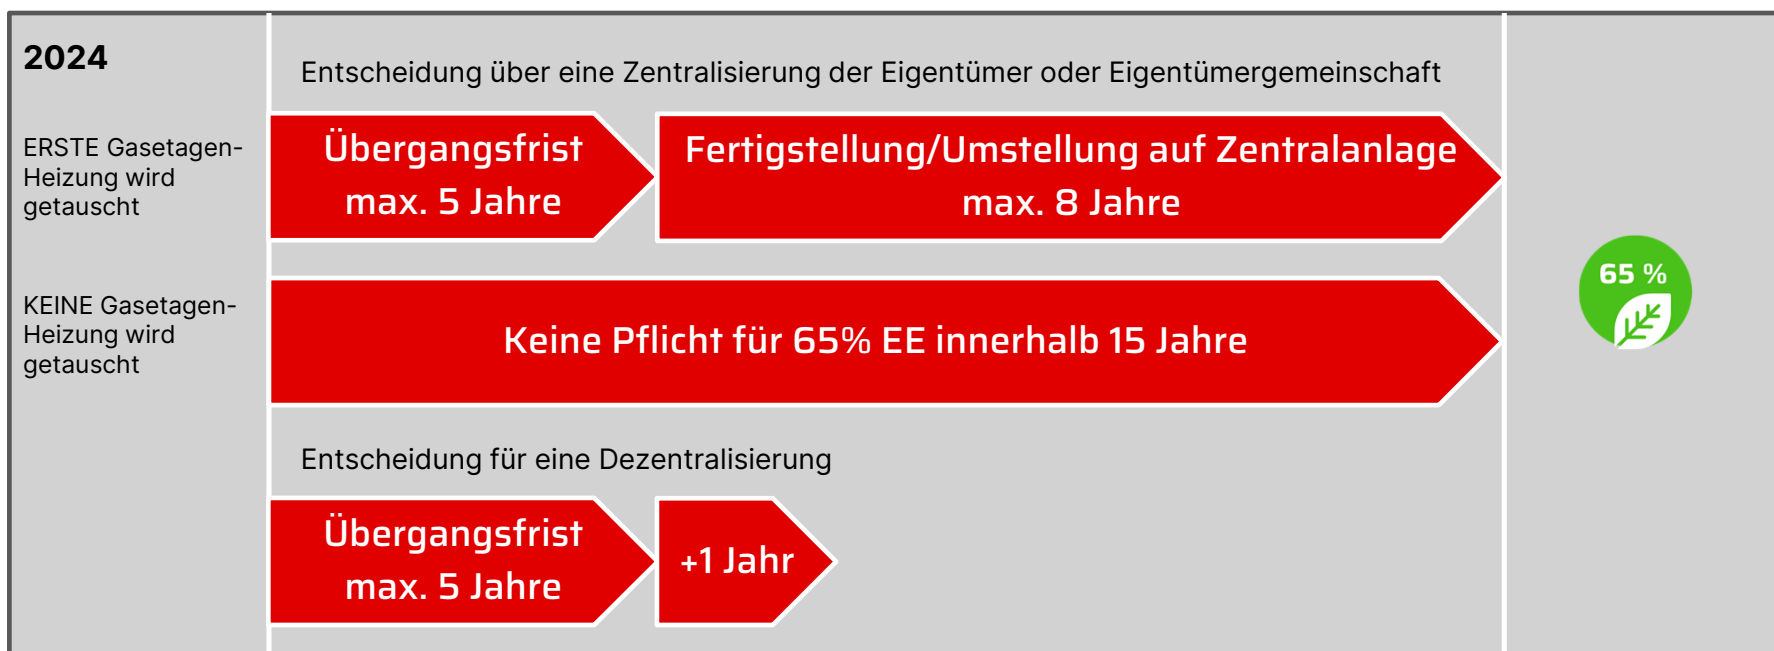 2024
Entscheidung über eine Zentralisierung der Eigentümer oder Eigentümergemeinschaft
ERSTE Gasetagen-
Heizung wird
getauscht
Übergangsfrist
max. 5 Jahre
Fertigstellung/Umstellung auf Zentralanlage
max. 8 Jahre
65 %
KEINE Gasetagen-
Heizung wird
getauscht
Keine Pflicht für 65% EE innerhalb 15 Jahre
Entscheidung für eine Dezentralisierung
Übergangsfrist
max. 5 Jahre
+1 Jahr